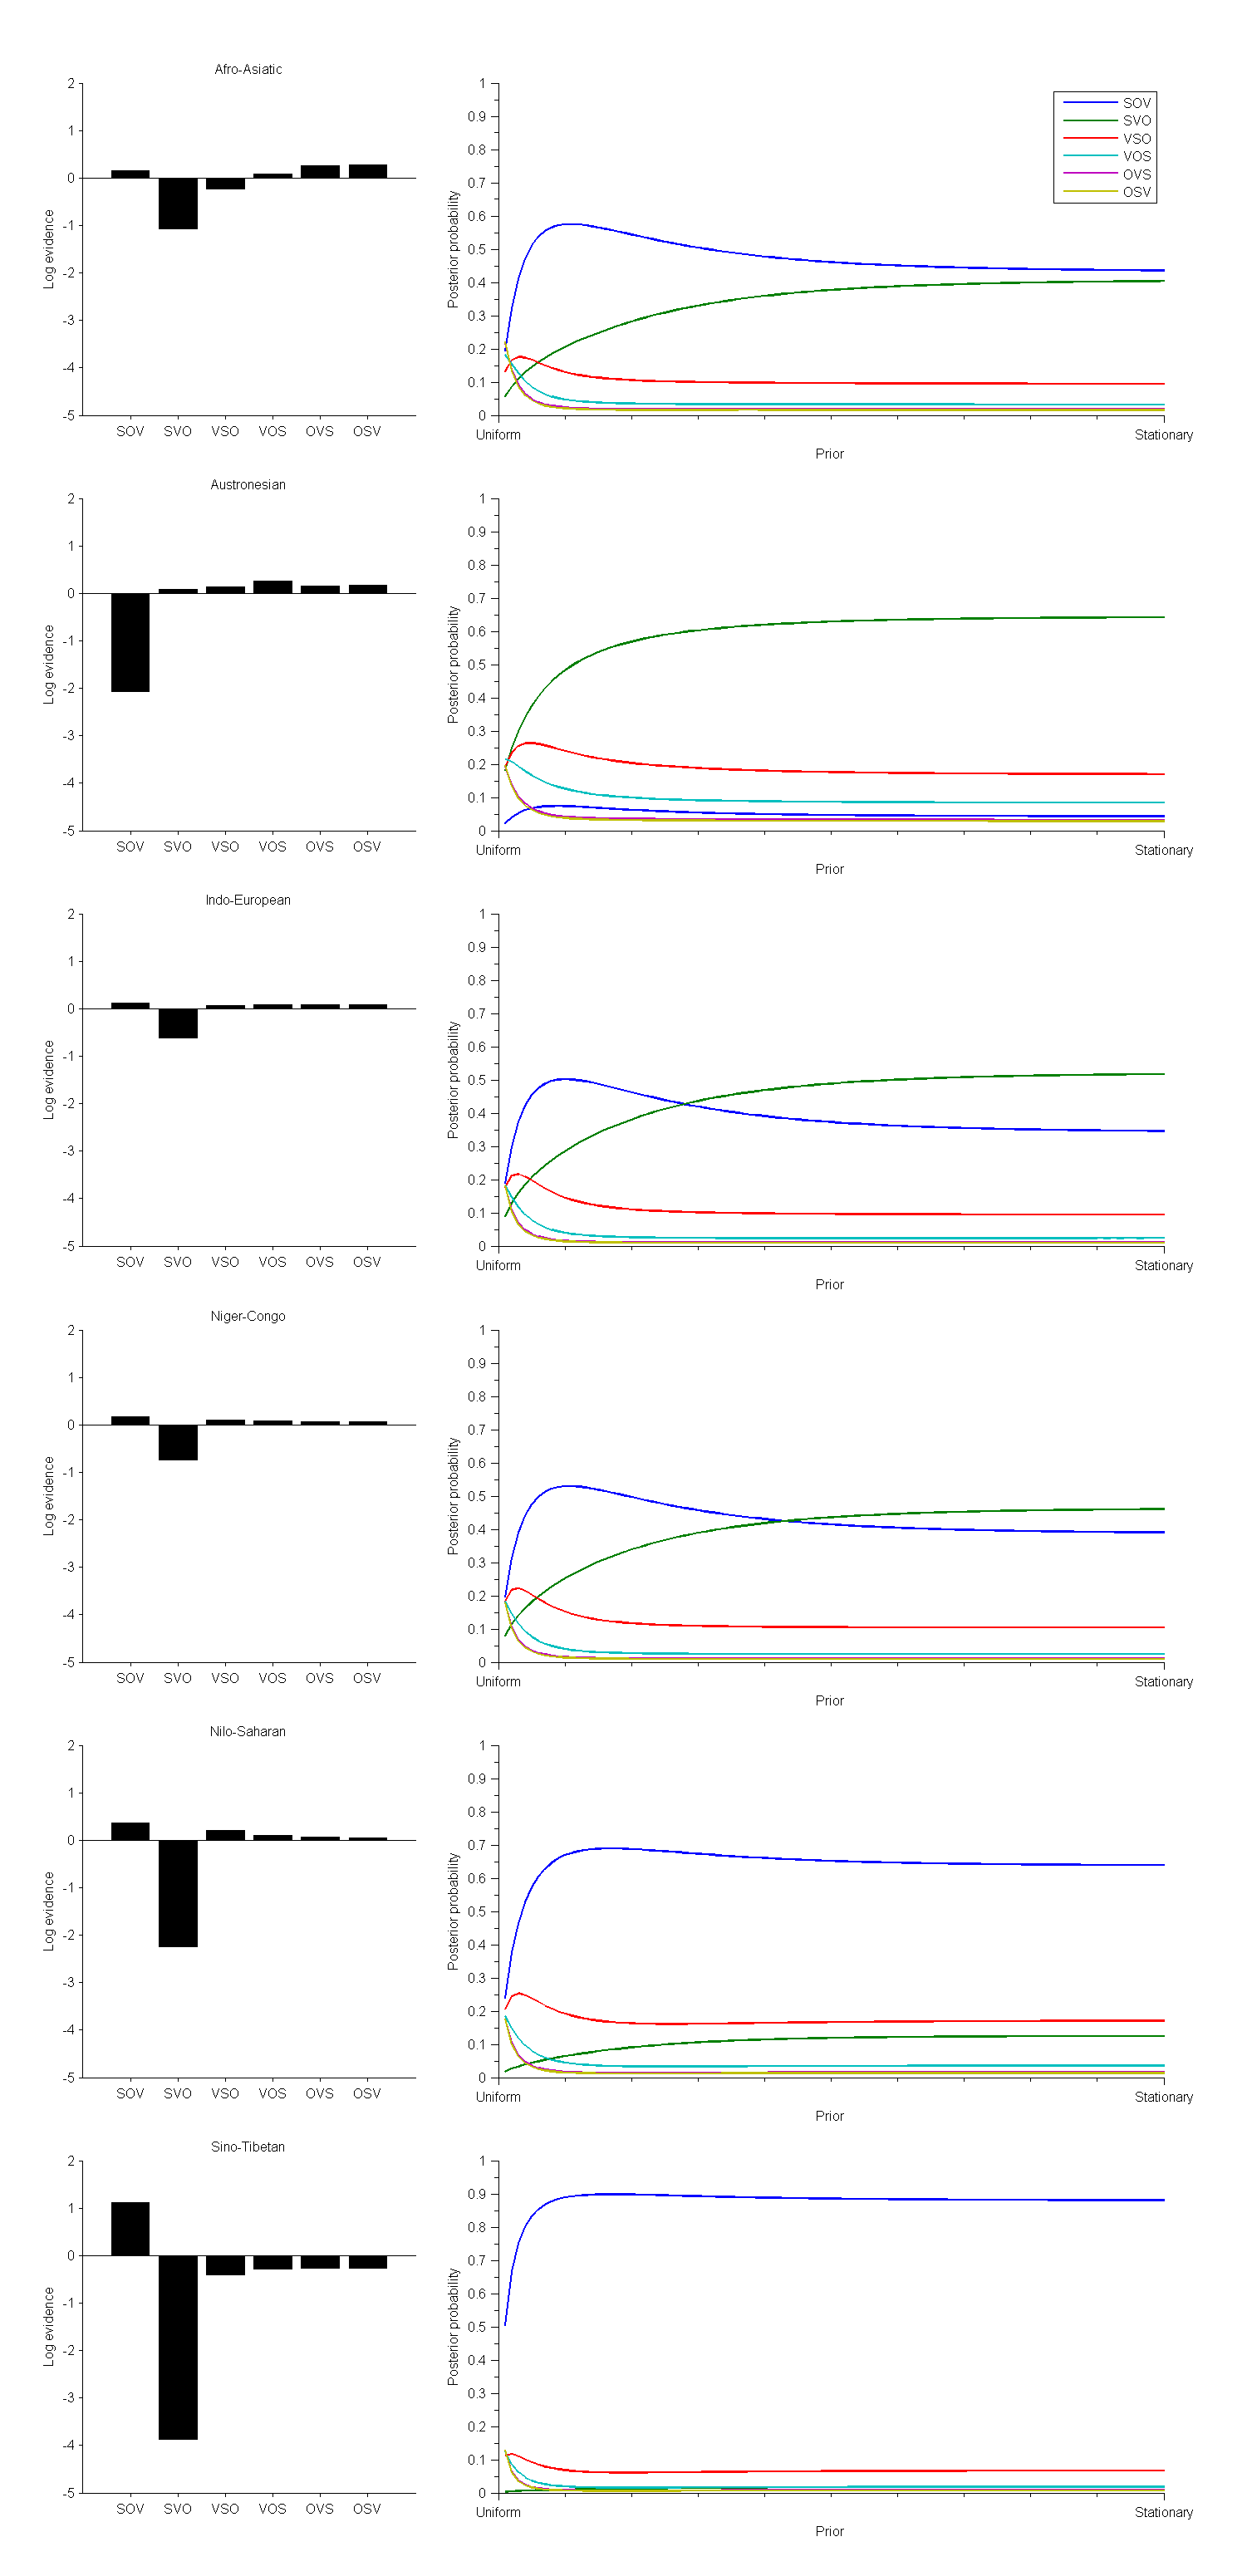 Afro-Asiatic
2
1
0
-1
-2
-3
-4
-5
Log evidence
SOV SVO VSO VOS OVS OSV
1
0.9
0.8
0.7
0.6
0.5
0.4
0.3
0.2
0.1
0
Posterior probability
Uniform Stationary
Prior
SOV
SVO
VSO
VOS
OVS
OSV
Austronesian
2
1
0
-1
-2
-3
-4
-5
Log evidence
SOV SVO VSO VOS OVS OSV
1
0.9
0.8
0.7
0.6
0.5
0.4
0.3
0.2
0.1
0
Posterior probability
Uniform Stationary
Prior
Indo-European
2
1
0
-1
-2
-3
-4
-5
Log evidence
SOV SVO VSO VOS OVS OSV
1
0.9
0.8
0.7
0.6
0.5
0.4
0.3
0.2
0.1
0
Posterior probability
Uniform Stationary
Prior
Niger-Congo
2
1
0
-1
-2
-3
-4
-5
Log evidence
SOV SVO VSO VOS OVS OSV
1
0.9
0.8
0.7
0.6
0.5
0.4
0.3
0.2
0.1
0
Posterior probability
Uniform Stationary
Prior
Nilo-Saharan
2
1
0
-1
-2
-3
-4
-5
Log evidence
SOV SVO VSO VOS OVS OSV
1
0.9
0.8
0.7
0.6
0.5
0.4
0.3
0.2
0.1
0
Posterior probability
Uniform Stationary
Prior
Sino-Tibetan
2
1
0
-1
-2
-3
-4
-5
Log evidence
SOV SVO VSO VOS OVS OSV
1
0.9
0.8
0.7
0.6
0.5
0.4
0.3
0.2
0.1
0
Posterior probability
Uniform Stationary
Prior